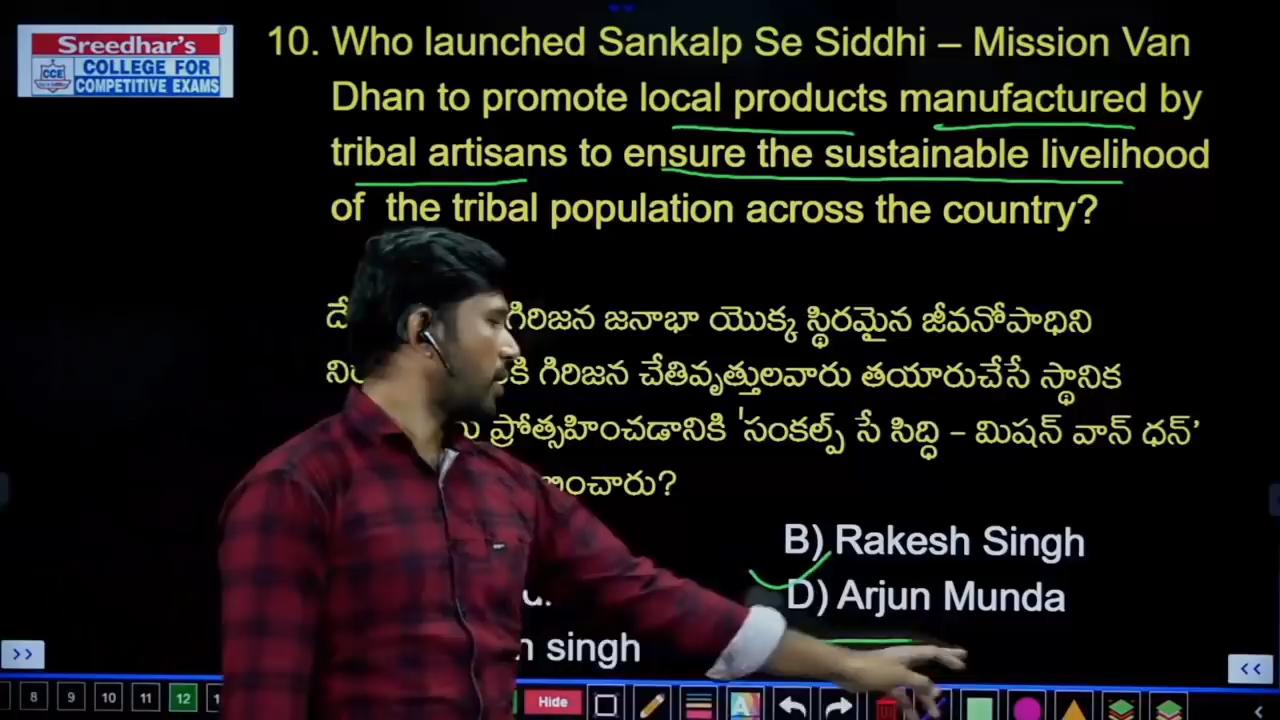 Sreedhar's
CCE
COLLEGE FOR
COMPETITIVE EXAMS
10. Who launched Sankalp Se Siddhi – Mission Van
Dhan to promote local products manufactured by
tribal artisans to ensure the sustainable livelihood
of the tribal population across the country?
గిరిజన జనాభా యొక్క స్థిరమైన జీవనోపాధిని
గిరిజన చేతివృత్తులవారు తయారుచేసే స్థానిక
ప్రోత్సహించడానికి 'సంకల్ప్ సే సిద్ధి – మిషన్ వాన్ ధన్'
B) Rakesh Singh
D) Arjun Munda
singh
>>
<<
8 9 10 11 12
Hide